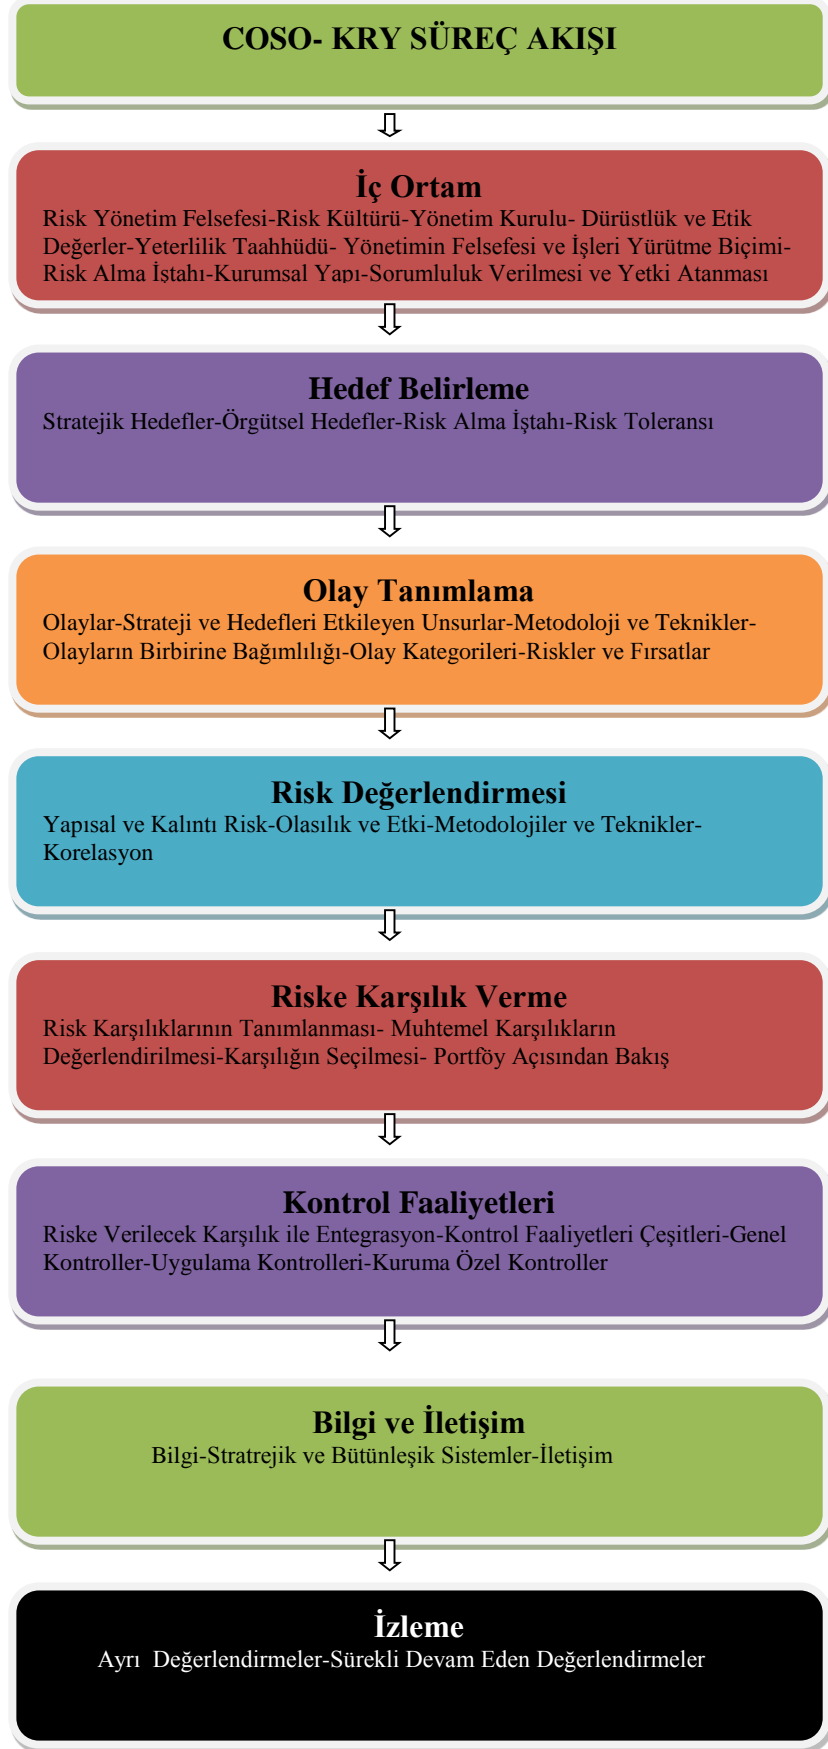 COSO- KRY SÜREÇ AKIŞI
İç Ortam
Risk Yönetim Felsefesi-Risk Kültürü-Yönetim Kurulu- Dürüstlük ve Etik
Değerler-Yeterlilik Taahhüdü- Yönetimin Felsefesi ve İşleri Yürütme Biçimi-
Risk Alma İştahı-Kurumsal Yapı-Sorumluluk Verilmesi ve Yetki Atanması
Hedef Belirleme
Stratejik Hedefler-Örgütsel Hedefler-Risk Alma İştahı-Risk Toleransı
Olay Tanımlama
Olaylar-Strateji ve Hedefleri Etkileyen Unsurlar-Metodoloji ve Teknikler-
Olayların Birbirine Bağımlılığı-Olay Kategorileri-Riskler ve Fırsatlar
Risk Değerlendirmesi
Yapısal ve Kalıntı Risk-Olasılık ve Etki-Metodolojiler ve Teknikler-
Korelasyon
Riske Karşılık Verme
Risk Karşılıklarının Tanımlanması- Muhtemel Karşılıkların
Değerlendirilmesi-Karşılığın Seçilmesi- Portföy Açısından Bakış
Kontrol Faaliyetleri
Riske Verilecek Karşılık ile Entegrasyon-Kontrol Faaliyetleri Çeşitleri-Genel
Kontroller-Uygulama Kontrolleri-Kuruma Özel Kontroller
Bilgi ve İletişim
Bilgi-Stratrejik ve Bütünleşik Sistemler-İletişim
İzleme
Ayrı  Değerlendirmeler-Sürekli Devam Eden Değerlendirmeler